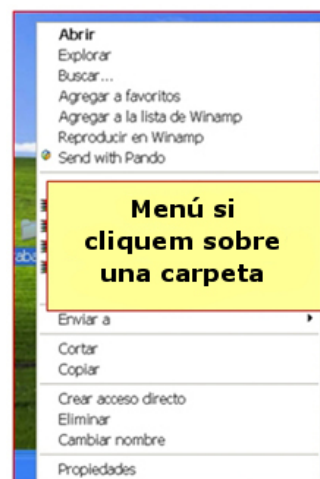 Abrir
Explorar
Buscar...
Agregar a favoritos
Agregar a la lista de Winamp
Reproducir en Winamp
Send with Pando
Menú si
cliquem sobre
una carpeta
Enviar a
Cortar
Copiar
Crear acceso directo
Eliminar
Cambiar nombre
Propiedades